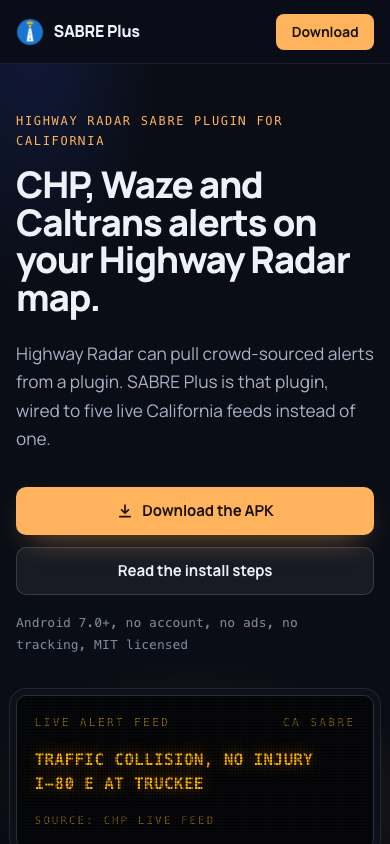 SABRE Plus
Download
HIGHWAY RADAR SABRE PLUGIN FOR
CALIFORNIA
CHP, Waze and
Caltrans alerts on
your Highway Radar
map.
Highway Radar can pull crowd-sourced alerts
from a plugin. SABRE Plus is that plugin,
wired to five live California feeds instead of
one.
Download the APK
Read the install steps
Android 7.0+, no account, no ads, no
tracking, MIT licensed
LIVE ALERT FEED
CA SABRE
TRAFFIC COLLISION, NO INJURY
I–80 E AT TRUCKEE
SOURCE: CHP LIVE FEED